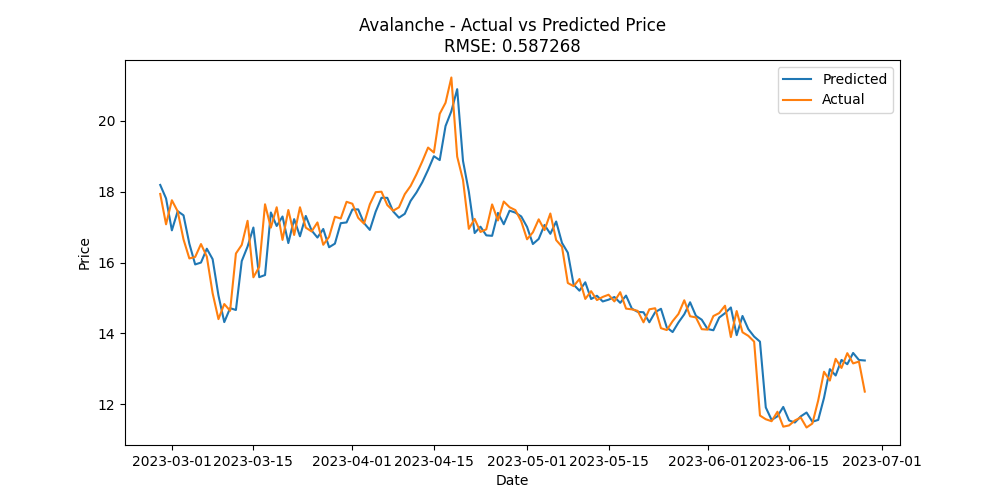 Avalanche - Actual vs Predicted Price
RMSE: 0.587268
Predicted
Actual
Price
20
18
16
14
12
2023-03-01
2023-03-15
2023-04-01
2023-04-15
2023-05-01
2023-05-15
2023-06-01
2023-06-15
2023-07-01
Date